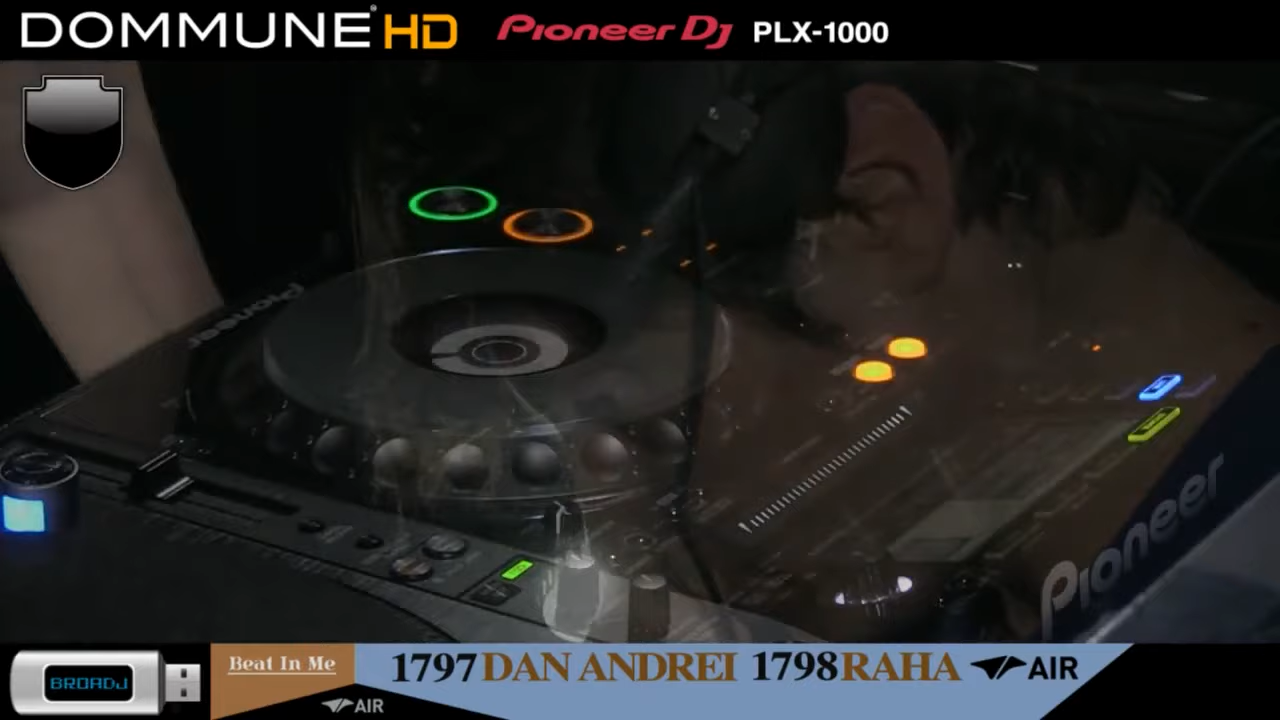 DOMMUNE HD Pioneer Dj PLX-1000
Pioneer
Pioneer
BROADJ
Beat In Me
AIR
1797 DAN ANDREI 1798 RAHA AIR